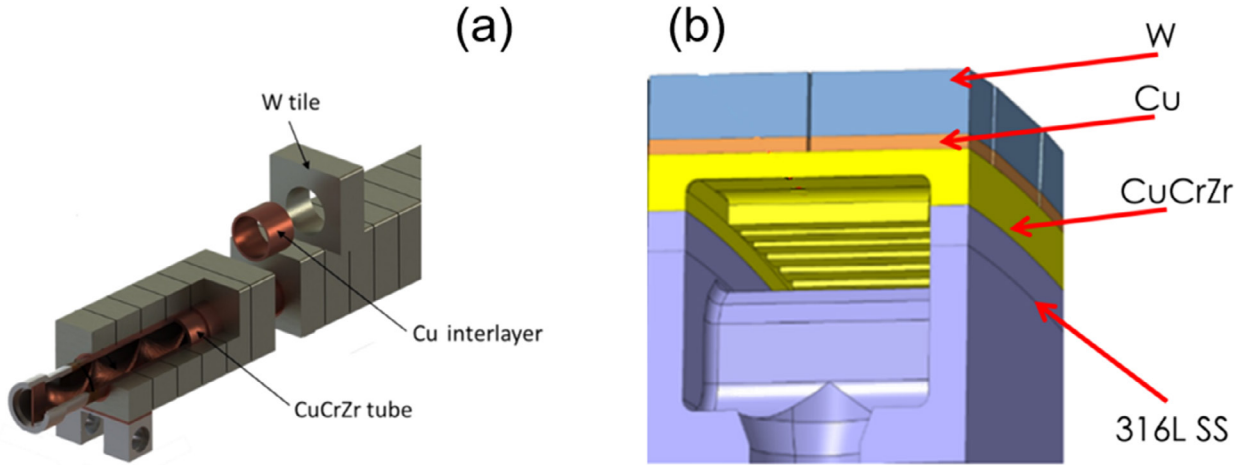 (a)
W tile
Cu interlayer
CuCrZr tube
(b)
W
Cu
CuCrZr
316L SS